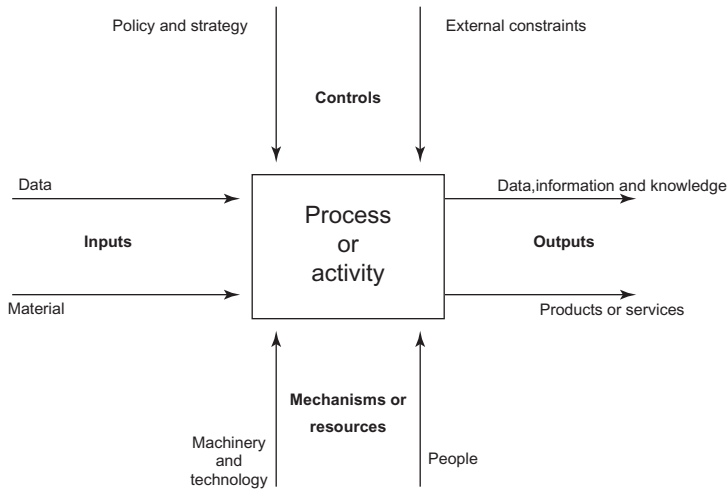 Policy and strategy
External constraints
Controls
Data
Data,information and knowledge
Process
or
activity
Inputs
Outputs
Material
Products or services
Mechanisms or
resources
Machinery
and
technology
People